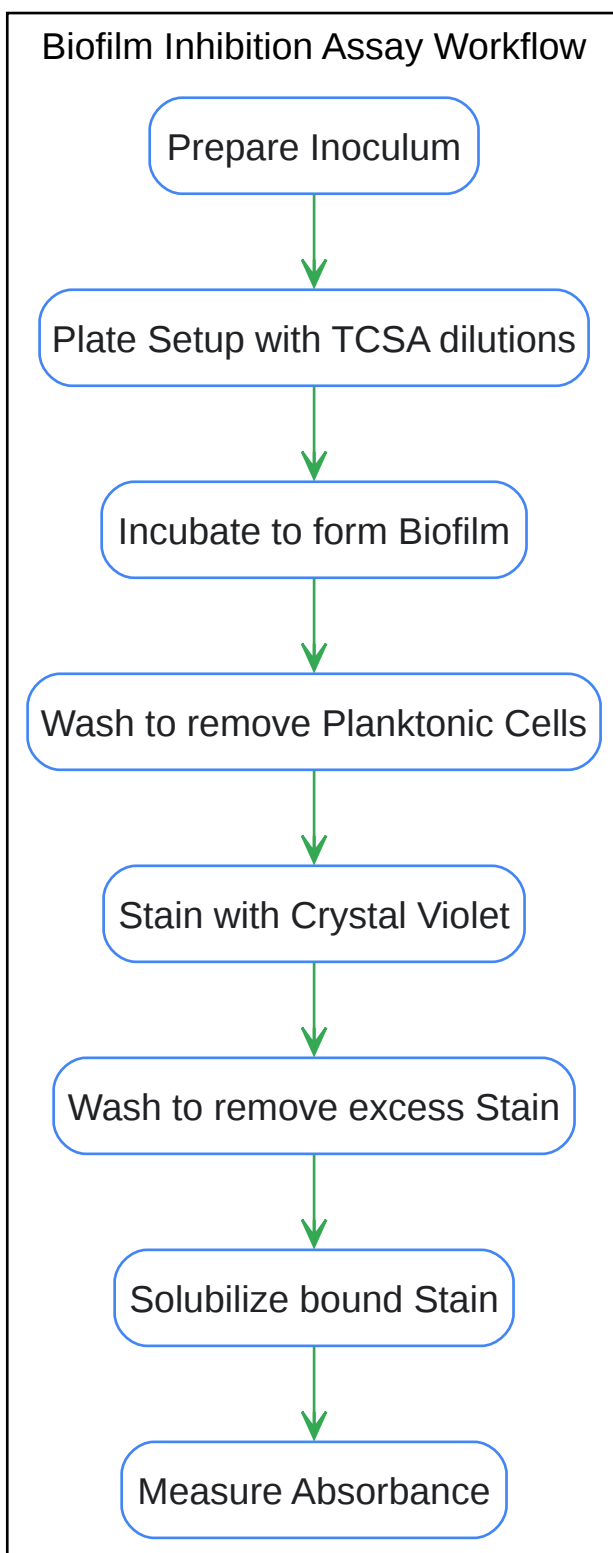 Biofilm Inhibition Assay Workflow
Prepare Inoculum
Plate Setup with TCSA dilutions
Incubate to form Biofilm
Wash to remove Planktonic Cells
Stain with Crystal Violet
Wash to remove excess Stain
Solubilize bound Stain
Measure Absorbance